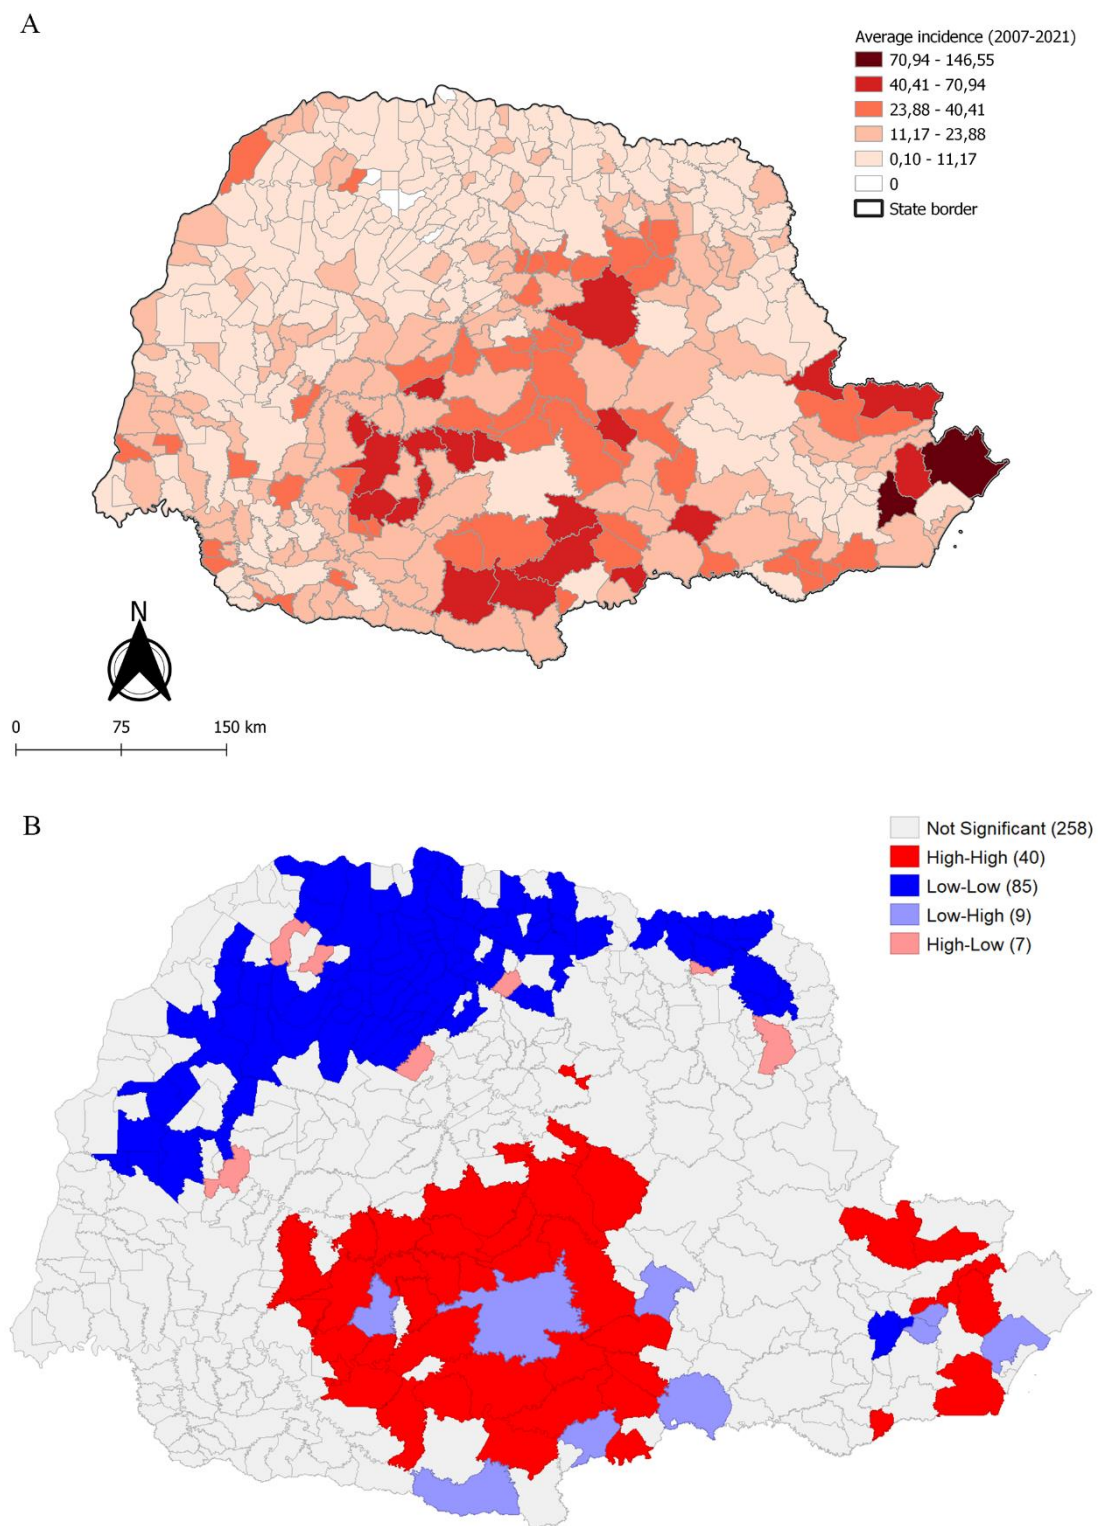 A
Average incidence (2007-2021)
70,94 - 146,55
40,41 - 70,94
23,88 - 40,41
11,17 - 23,88
0,10 - 11,17
0
State border
N
0 75 150 km
B
Not Significant (258)
High-High (40)
Low-Low (85)
Low-High (9)
High-Low (7)